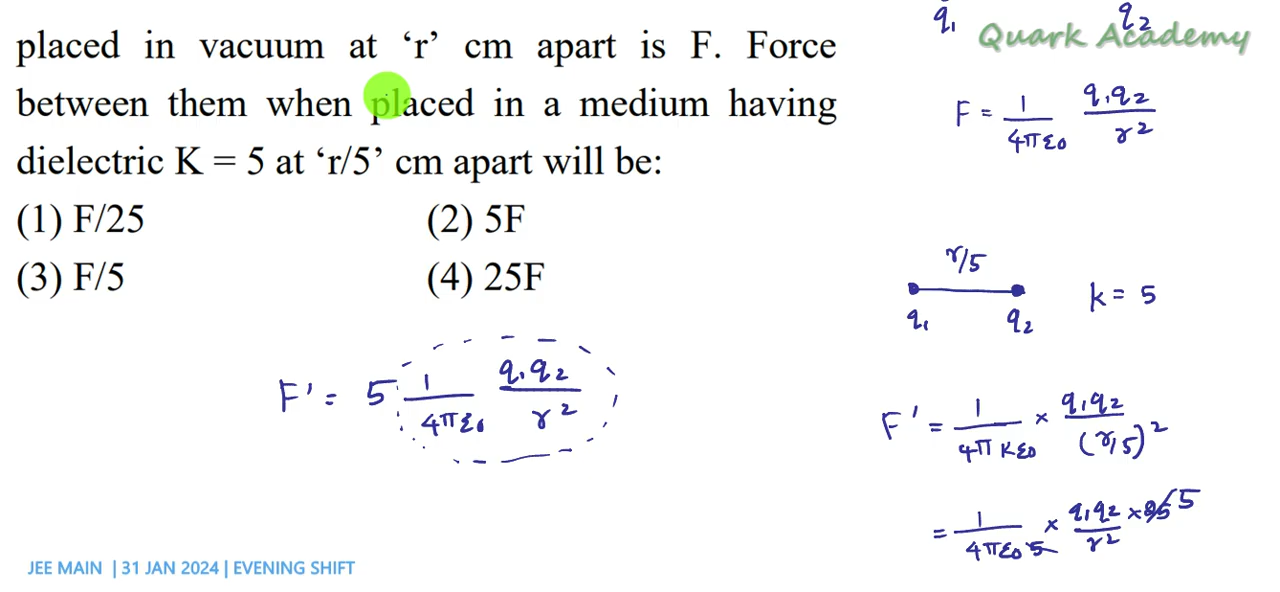 q₁ q₂
Quark Academy
placed in vacuum at ‘r’ cm apart is F. Force
between them when placed in a medium having
dielectric K = 5 at ‘r/5’ cm apart will be:
(1) F/25 (2) 5F
(3) F/5 (4) 25F
F = 1/4πε₀ q₁q₂/r²
r/5
q₁ q₂ k = 5
F' = 5 1/4πε₀ q₁q₂/r²
F' = 1/4πKε₀ × q₁q₂/(r/5)²
= 1/4πε₀5 × q₁q₂/r² × 25 5
JEE MAIN | 31 JAN 2024 | EVENING SHIFT